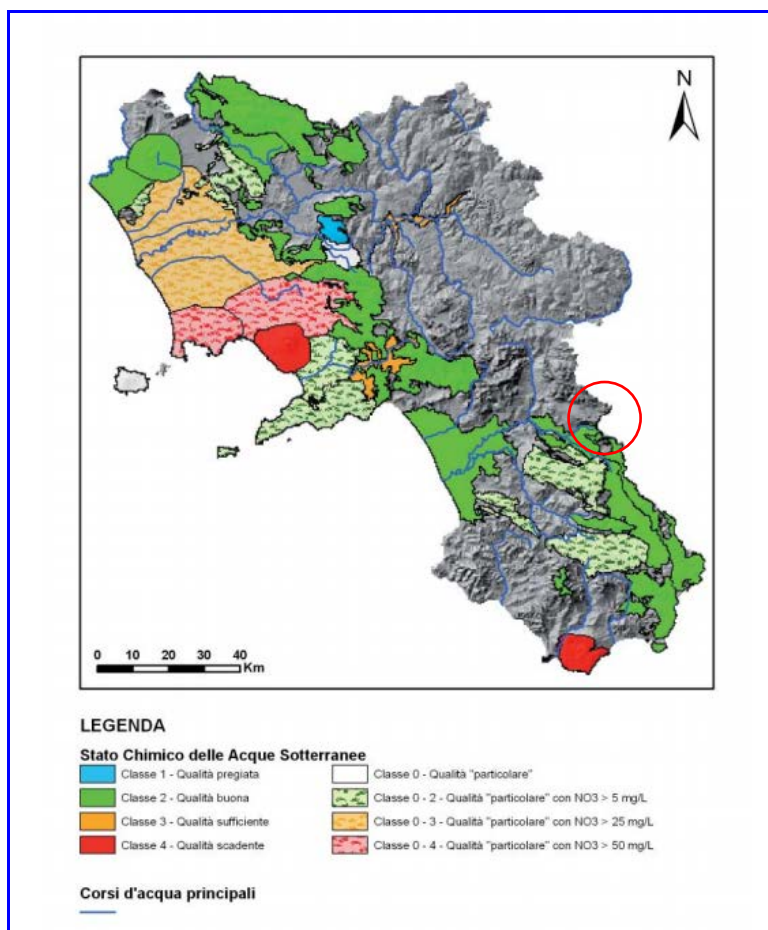 N
0 10 20 30 40
Km
LEGENDA
Stato Chimico delle Acque Sotterranee
Classe 1 - Qualità pregiata
Classe 2 - Qualità buona
Classe 3 - Qualità sufficiente
Classe 4 - Qualità scadente
Classe 0 - Qualità "particolare"
Classe 0 - 2 - Qualità "particolare" con NO3 > 5 mg/L
Classe 0 - 3 - Qualità "particolare" con NO3 > 25 mg/L
Classe 0 - 4 - Qualità "particolare" con NO3 > 50 mg/L
Corsi d'acqua principali